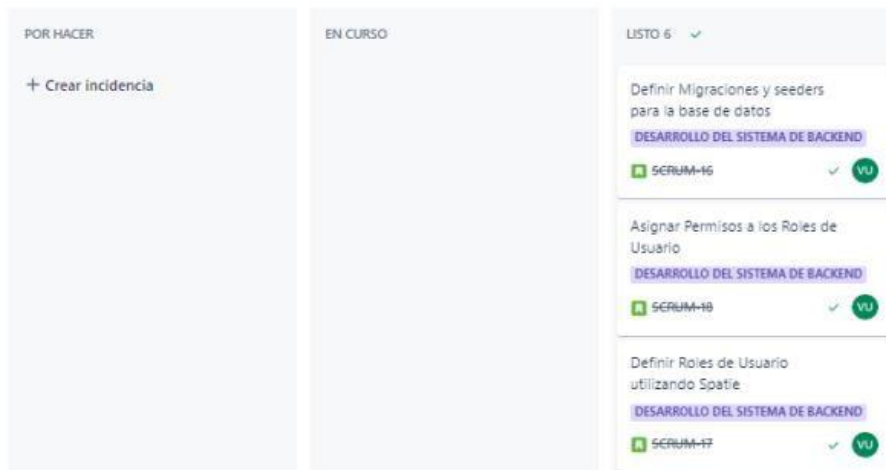 POR HACER
EN CURSO
LISTO 6
+ Crear incidencia
Definir Migraciones y seeders
para la base de datos
DESARROLLO DEL SISTEMA DE BACKEND
SCRUM-16
VU
Asignar Permisos a los Roles de
Usuario
DESARROLLO DEL SISTEMA DE BACKEND
SCRUM-18
VU
Definir Roles de Usuario
utilizando Spatie
DESARROLLO DEL SISTEMA DE BACKEND
SCRUM-17
VU